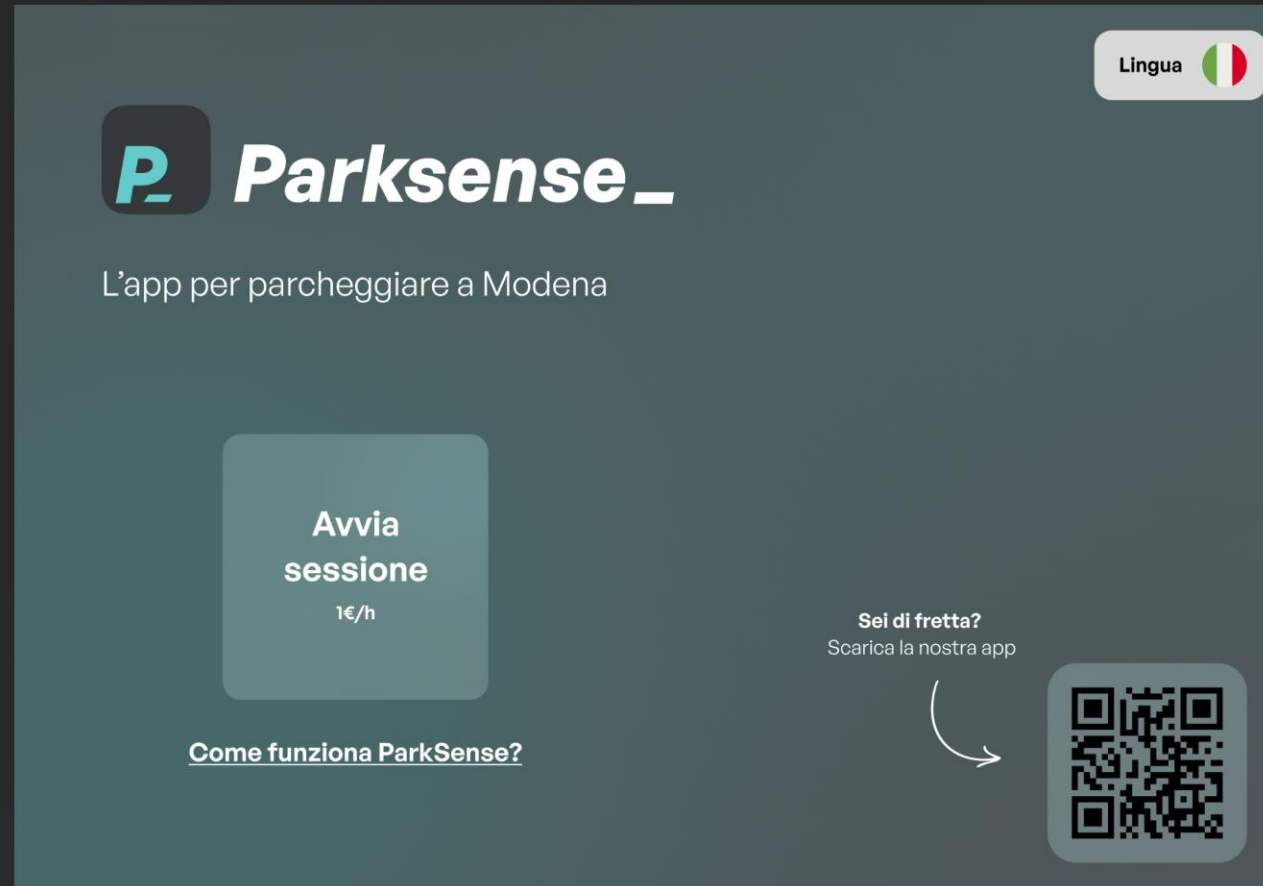 Lingua
P_
Parksense_
L’app per parcheggiare a Modena
Avvia
sessione
1€/h
Come funziona ParkSense?
Sei di fretta?
Scarica la nostra app